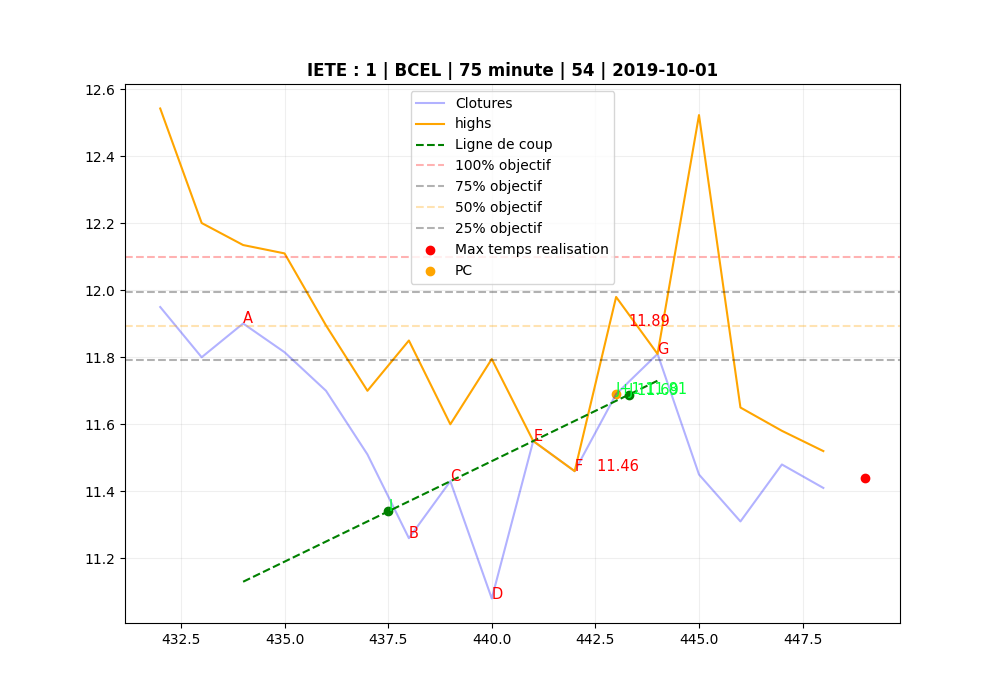 IETE : 1 | BCEL | 75 minute | 54 | 2019-10-01
Clotures
highs
Ligne de coup
100% objectif
75% objectif
50% objectif
25% objectif
Max temps realisation
PC
12.6
12.4
12.2
12.0
11.8
11.6
11.4
11.2
A
11.89
G
E
F 11.46
C
I
B
D
432.5 435.0 437.5 440.0 442.5 445.0 447.5